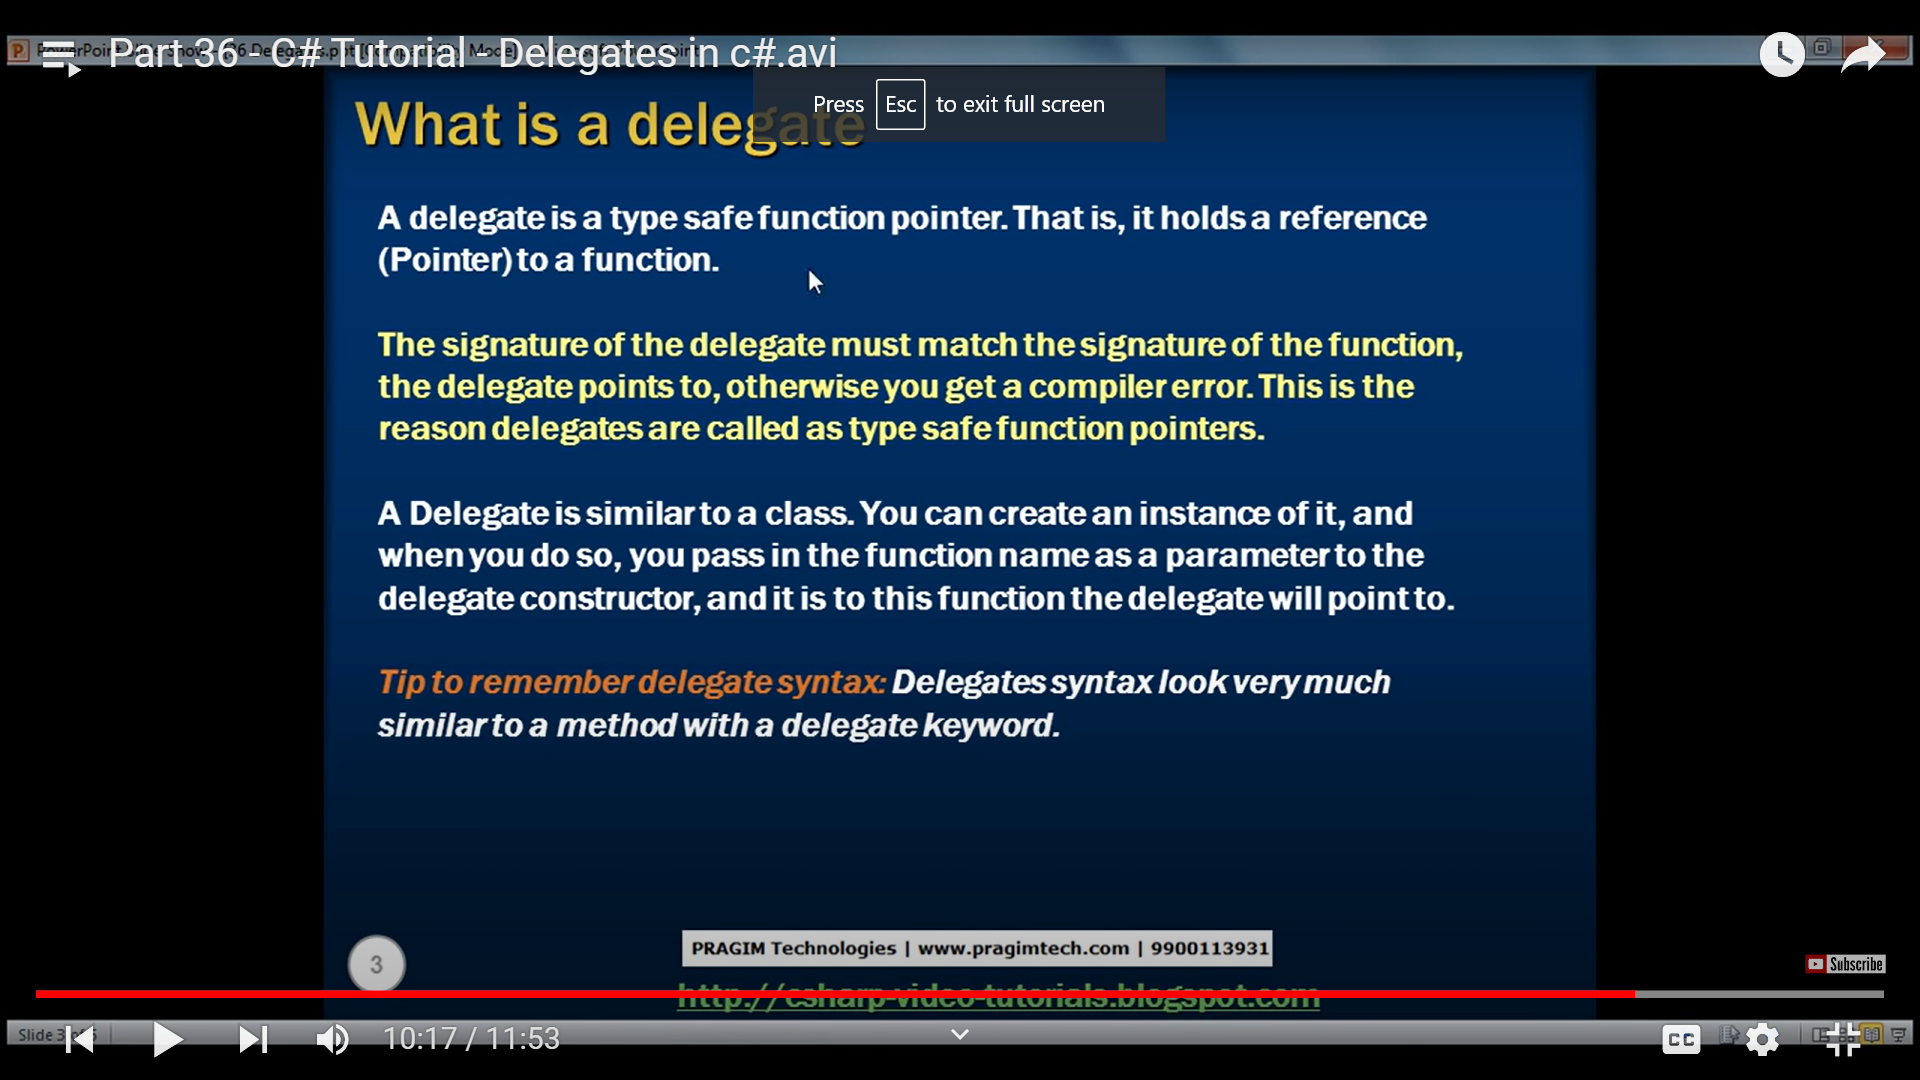 Part 36 - C# Tutorial - Delegates in c#.avi
Press Esc to exit full screen
What is a delegate
A delegate is a type safe function pointer. That is, it holds a reference
(Pointer) to a function.
The signature of the delegate must match the signature of the function,
the delegate points to, otherwise you get a compiler error. This is the
reason delegates are called as type safe function pointers.
A Delegate is similar to a class. You can create an instance of it, and
when you do so, you pass in the function name as a parameter to the
delegate constructor, and it is to this function the delegate will point to.
Tip to remember delegate syntax: Delegates syntax look very much
similar to a method with a delegate keyword.
3
PRAGIM Technologies | www.pragimtech.com | 9900113931
Subscribe
http://csharp-video-tutorials.blogspot.com
Slide 3
10:17 / 11:53
CC